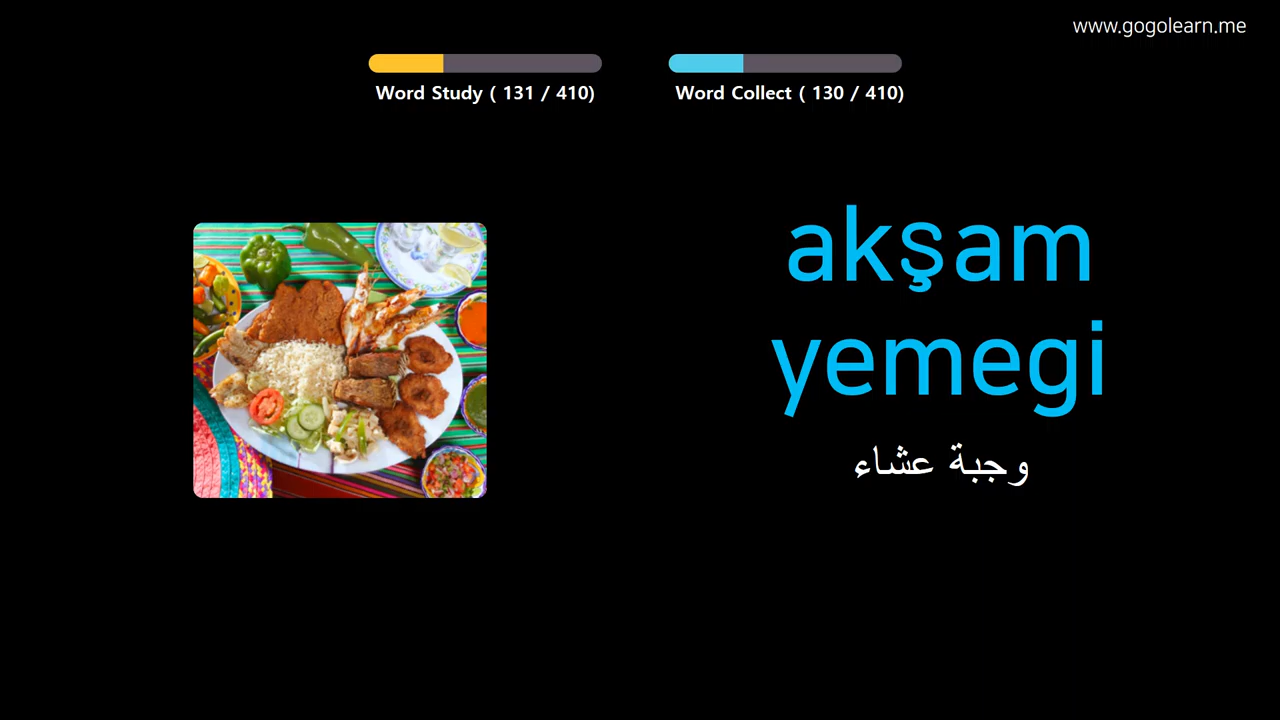 www.gogolearn.me
Word Study ( 131 / 410)
Word Collect ( 130 / 410)
akşam
yemegi
وجبة عشاء